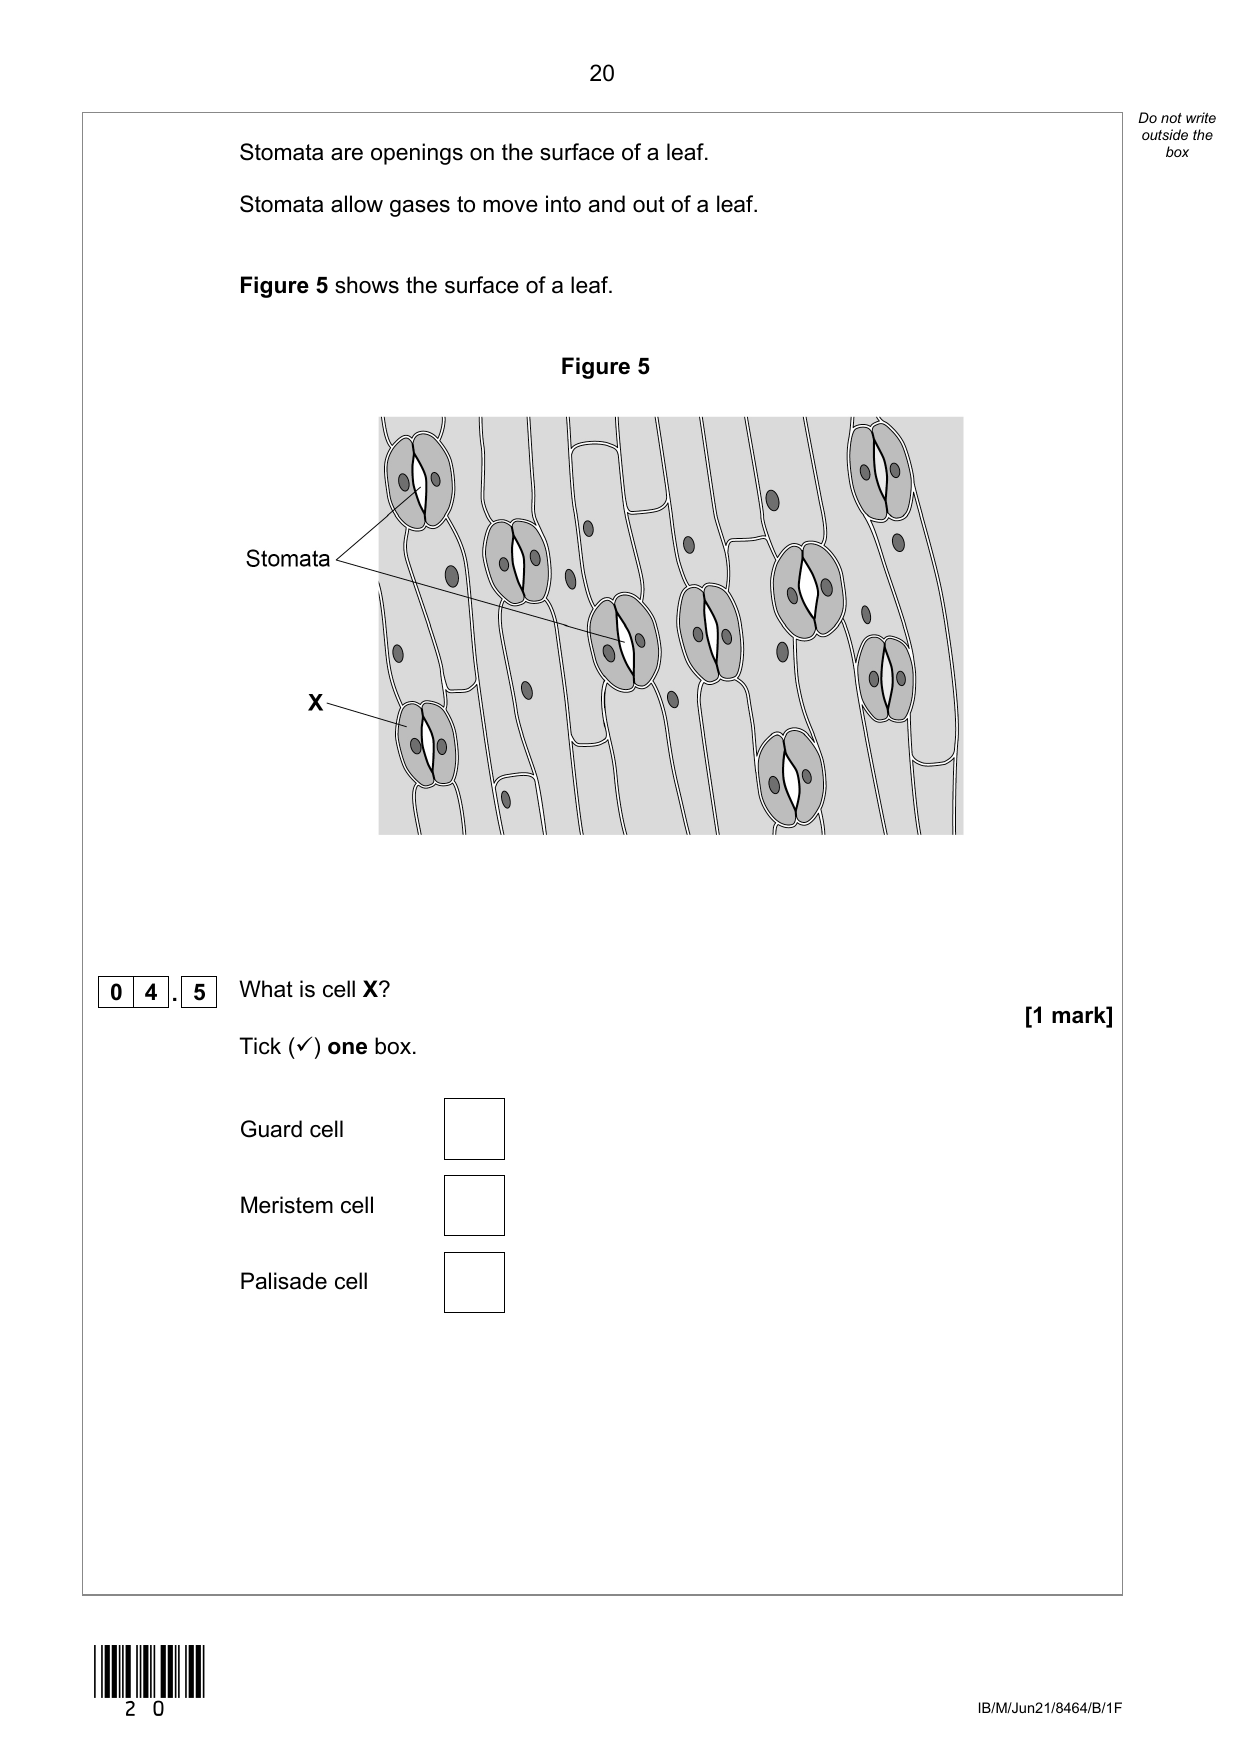 20
Do not write
outside the
box
Stomata are openings on the surface of a leaf.
Stomata allow gases to move into and out of a leaf.
Figure 5 shows the surface of a leaf.
Figure 5
Stomata
X
0 4 . 5 What is cell X?
[1 mark]
Tick (✓) one box.
Guard cell
Meristem cell
Palisade cell
2 0
IB/M/Jun21/8464/B/1F